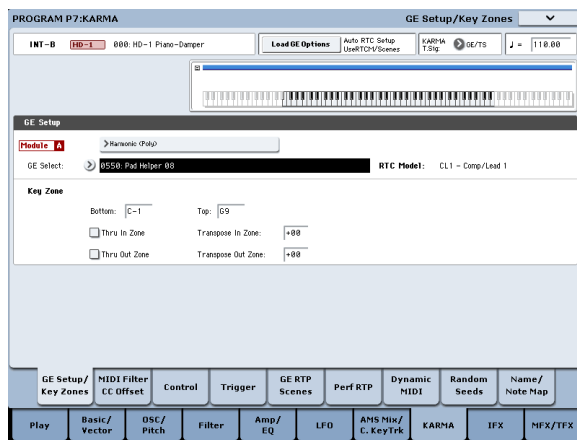 PROGRAM P7:KARMA GE Setup/Key Zones
INT-B HD-1 000: HD-1 Piano-Damper Load GE Options Auto RTC Setup UseRTCM/Scenes KARMA T.Stg: GE/TS ♩ = 110.00
GE Setup
Module A Harmonic (Poly)
GE Select: 0550: Pad Helper 08 RTC Model: CL1 - Comp/Lead 1
Key Zone
Bottom: C-1 Top: G9
Thru In Zone Transpose In Zone: +00
Thru Out Zone Transpose Out Zone: +00
GE Setup/ Key Zones MIDI Filter CC Offset Control Trigger GE RTP Scenes Perf RTP Dynamic MIDI Random Seeds Name/ Note Map
Play Basic/ Vector OSC/ Pitch Filter Amp/ EQ LFO AMS Mix/ C.KeyTrk KARMA IFX MFX/TFX